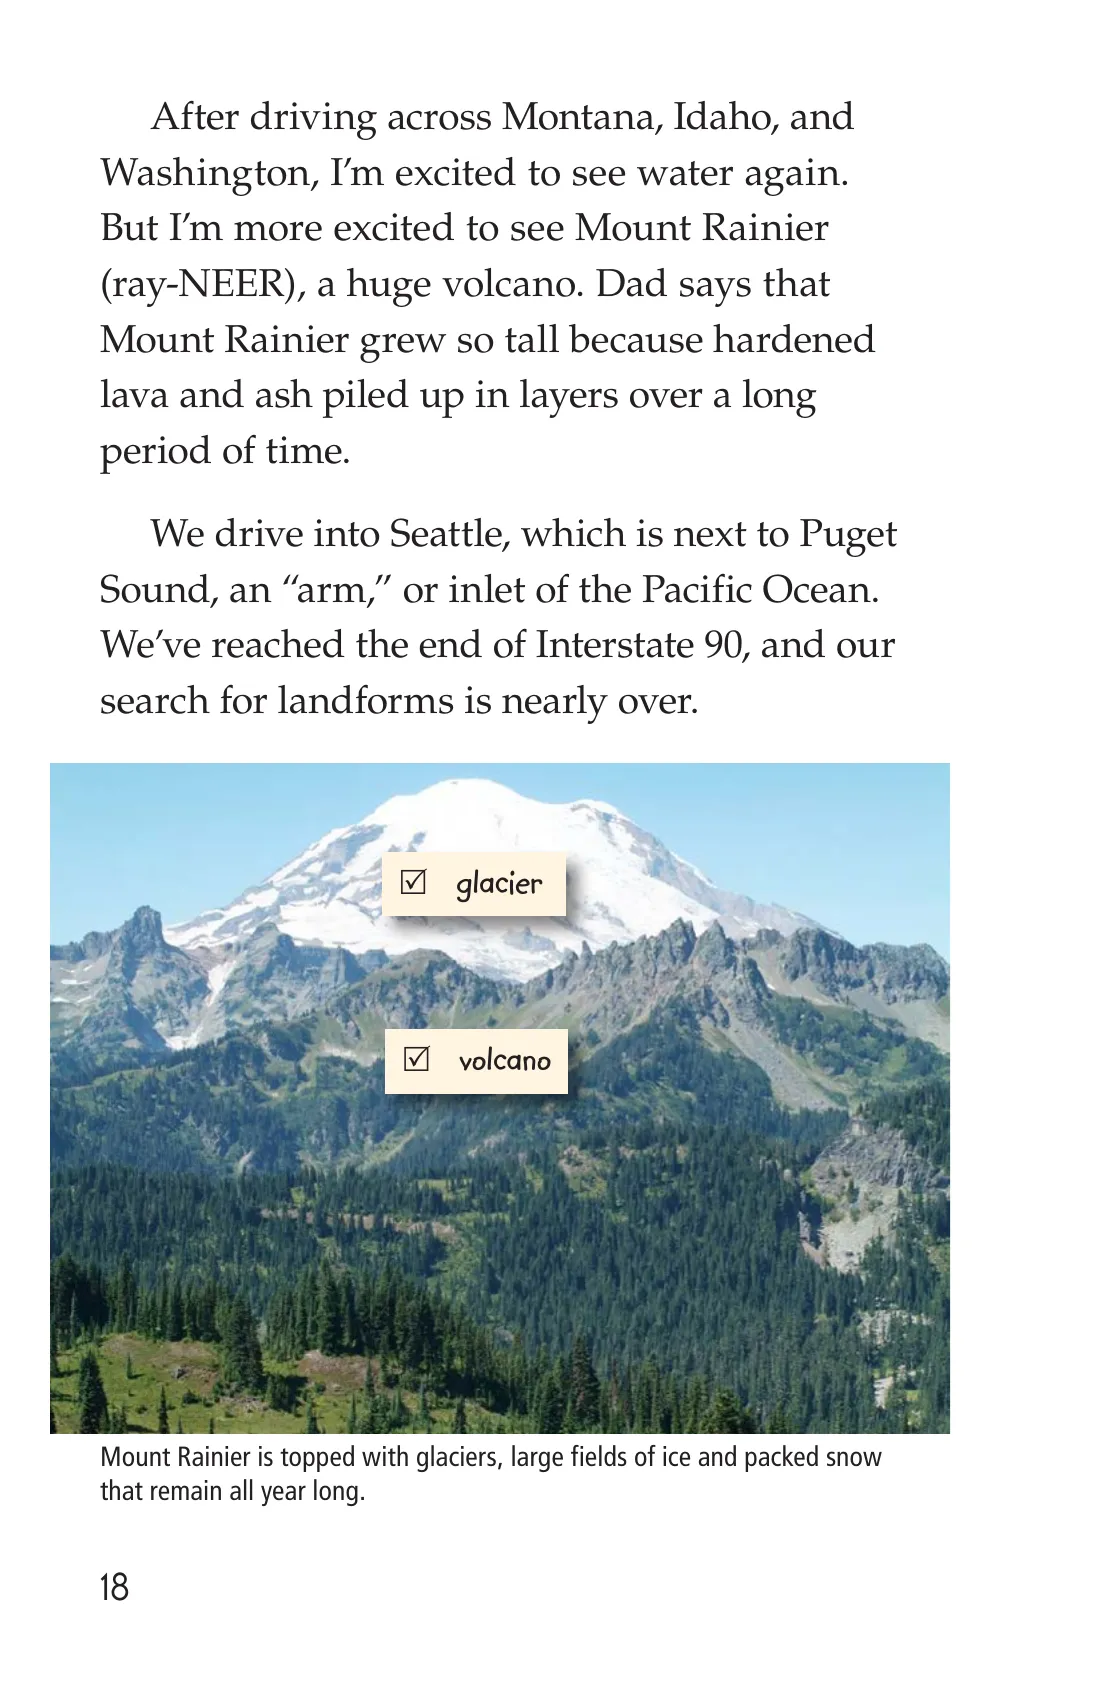 After driving across Montana, Idaho, and
Washington, I’m excited to see water again.
But I’m more excited to see Mount Rainier
(ray-NEER), a huge volcano. Dad says that
Mount Rainier grew so tall because hardened
lava and ash piled up in layers over a long
period of time.
We drive into Seattle, which is next to Puget
Sound, an “arm,” or inlet of the Pacific Ocean.
We’ve reached the end of Interstate 90, and our
search for landforms is nearly over.
☑ glacier
☑ volcano
Mount Rainier is topped with glaciers, large fields of ice and packed snow
that remain all year long.
18